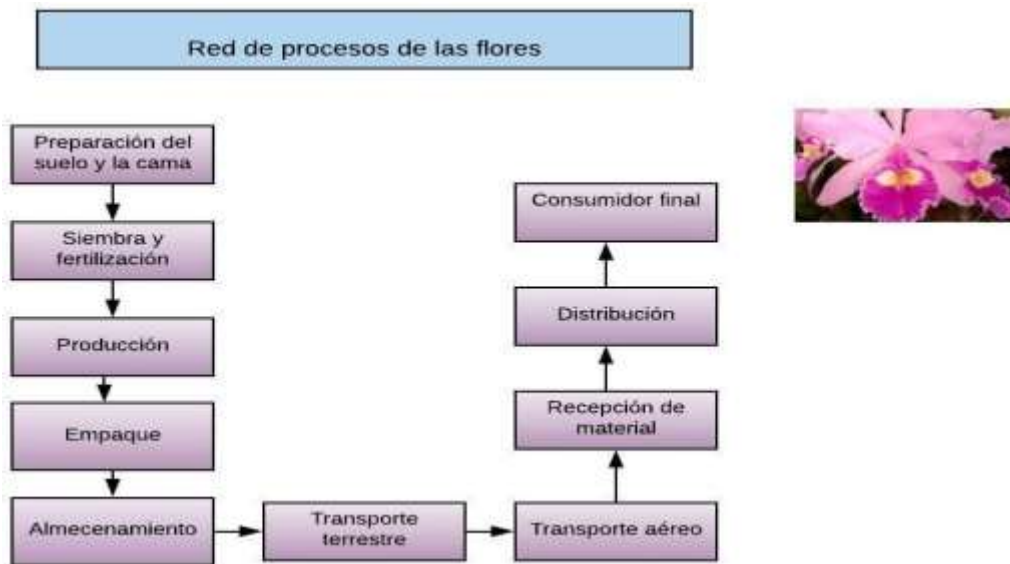 Red de procesos de las flores
Preparación del
suelo y la cama
Siembra y
fertilización
Producción
Empaque
Almecenamiento
Transporte
terrestre
Transporte aéreo
Recepción de
material
Distribución
Consumidor final